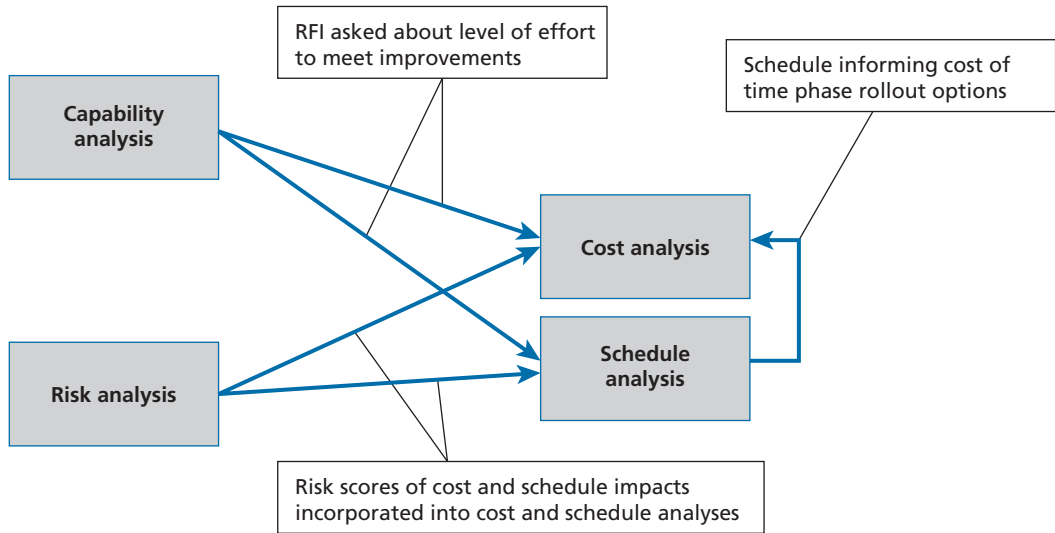 RFI asked about level of effort
to meet improvements
Schedule informing cost of
time phase rollout options
Capability
analysis
Cost analysis
Schedule
analysis
Risk analysis
Risk scores of cost and schedule impacts
incorporated into cost and schedule analyses